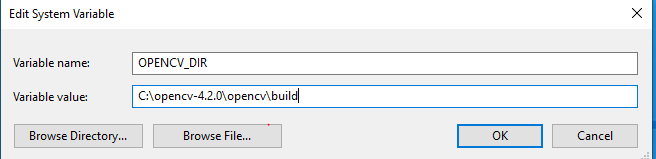 Edit System Variable
Variable name: OPENCV_DIR
Variable value: C:\opencv-4.2.0\opencv\build
Browse Directory... Browse File... OK Cancel